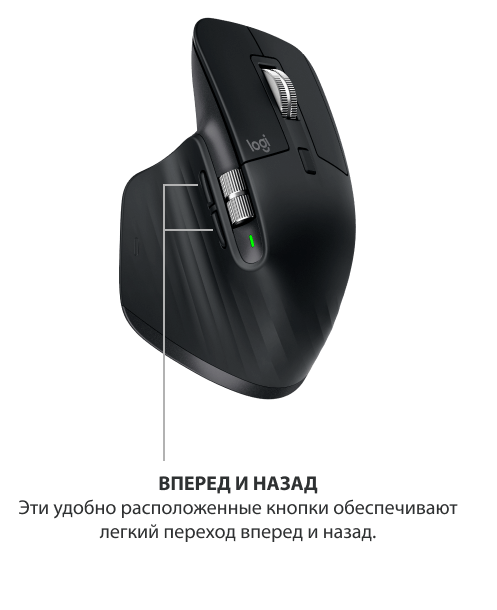 logi
ВПЕРЕД И НАЗАД
Эти удобно расположенные кнопки обеспечивают
легкий переход вперед и назад.